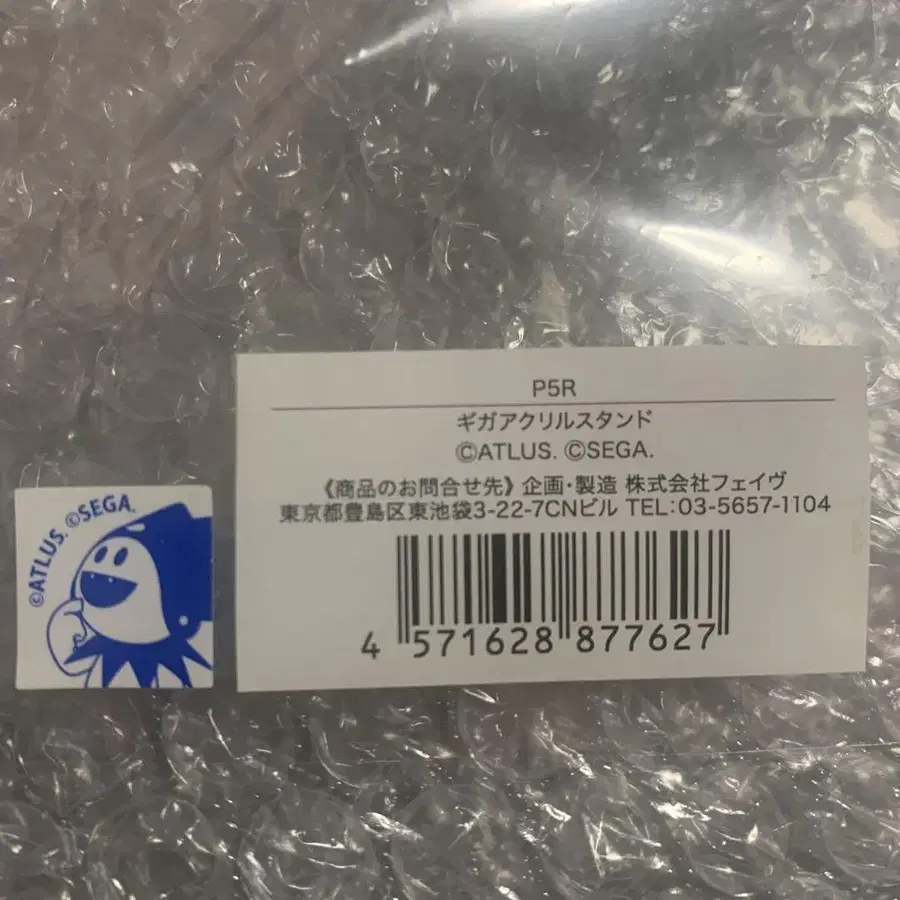 P5R
ギガアクリルスタンド
©ATLUS. ©SEGA.
《商品のお問合せ先》企画・製造 株式会社フェイヴ
東京都豊島区東池袋3-22-7CNビル TEL:03-5657-1104
4 571628 877627
©ATLUS. ©SEGA.